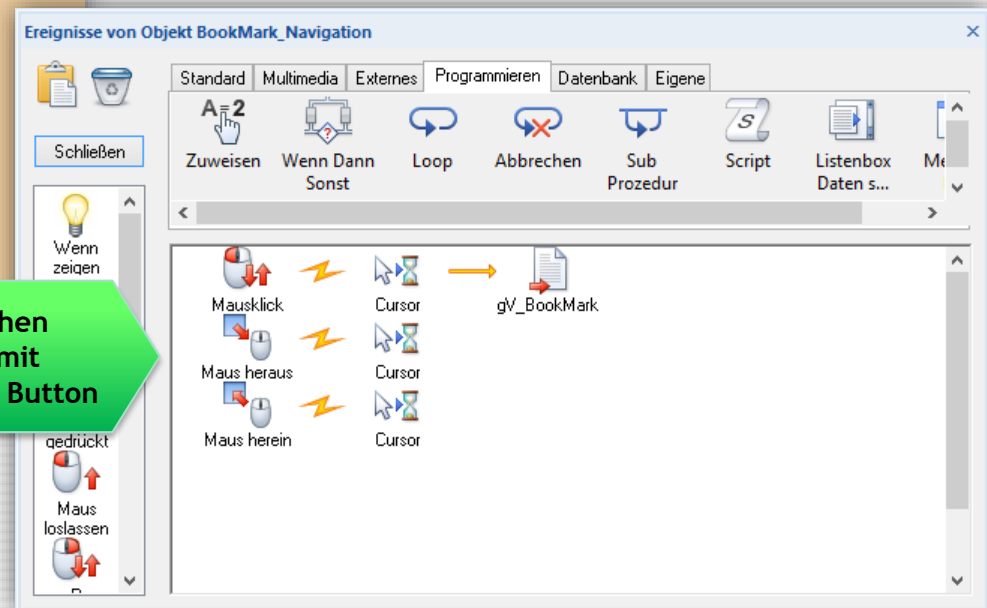 Ereignisse von Objekt BookMark_Navigation
Schließen
Standard Multimedia Externes Programmieren Datenbank Eigene
A=2
Zuweisen Wenn Dann Sonst Loop Abbrechen Sub Prozedur Script Listenbox Daten s...
S
Wenn
zeigen
mit
Button
gedrückt
Maus
loslassen
Mausklick Cursor gV_BookMark
Maus heraus Cursor
Maus herein Cursor